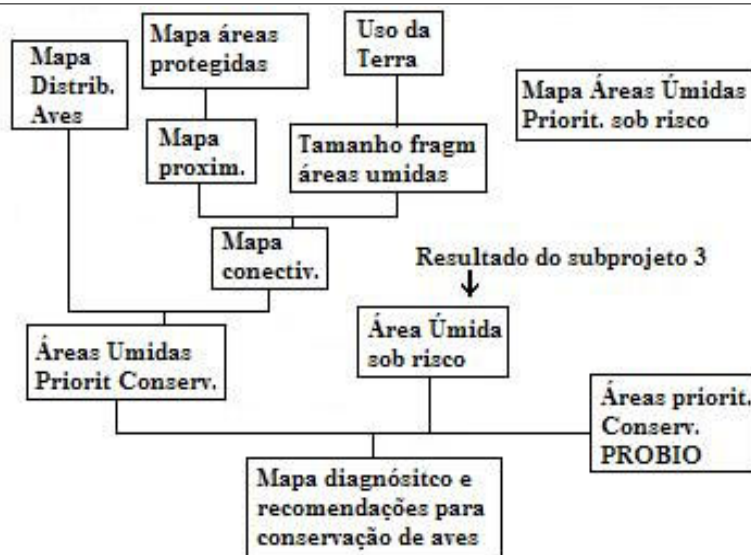 Mapa
Distrib.
Aves
Mapa áreas
protegidas
Uso da
Terra
Mapa Áreas Úmidas
Priorit. sob risco
Mapa
proxim.
Tamanho fragm
áreas umidas
Mapa
conectiv.
Resultado do subprojeto 3
Áreas Umidas
Priorit Conserv.
Área Úmida
sob risco
Áreas priorit.
Conserv.
PROBIO
Mapa diagnósitco e
recomendações para
conservação de aves